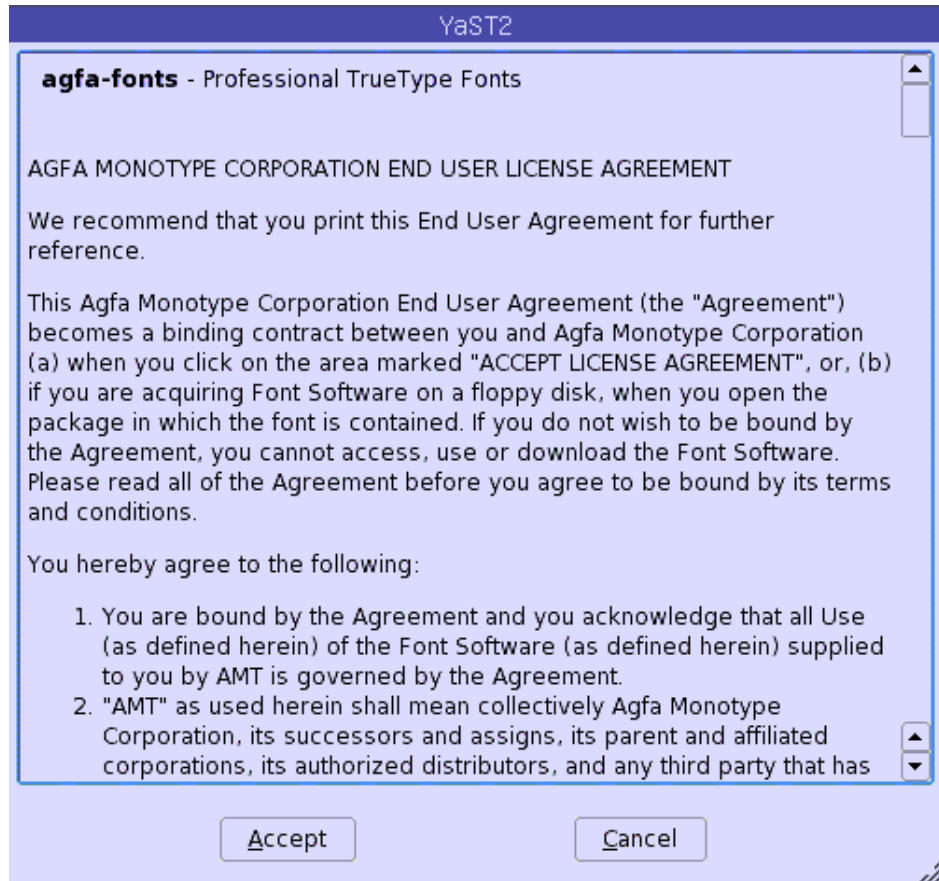 YaST2
agfa-fonts - Professional TrueType Fonts
AGFA MONOTYPE CORPORATION END USER LICENSE AGREEMENT
We recommend that you print this End User Agreement for further
reference.
This Agfa Monotype Corporation End User Agreement (the "Agreement")
becomes a binding contract between you and Agfa Monotype Corporation
(a) when you click on the area marked "ACCEPT LICENSE AGREEMENT", or, (b)
if you are acquiring Font Software on a floppy disk, when you open the
package in which the font is contained. If you do not wish to be bound by
the Agreement, you cannot access, use or download the Font Software.
Please read all of the Agreement before you agree to be bound by its terms
and conditions.
You hereby agree to the following:
1. You are bound by the Agreement and you acknowledge that all Use
(as defined herein) of the Font Software (as defined herein) supplied
to you by AMT is governed by the Agreement.
2. "AMT" as used herein shall mean collectively Agfa Monotype
Corporation, its successors and assigns, its parent and affiliated
corporations, its authorized distributors, and any third party that has
Accept Cancel